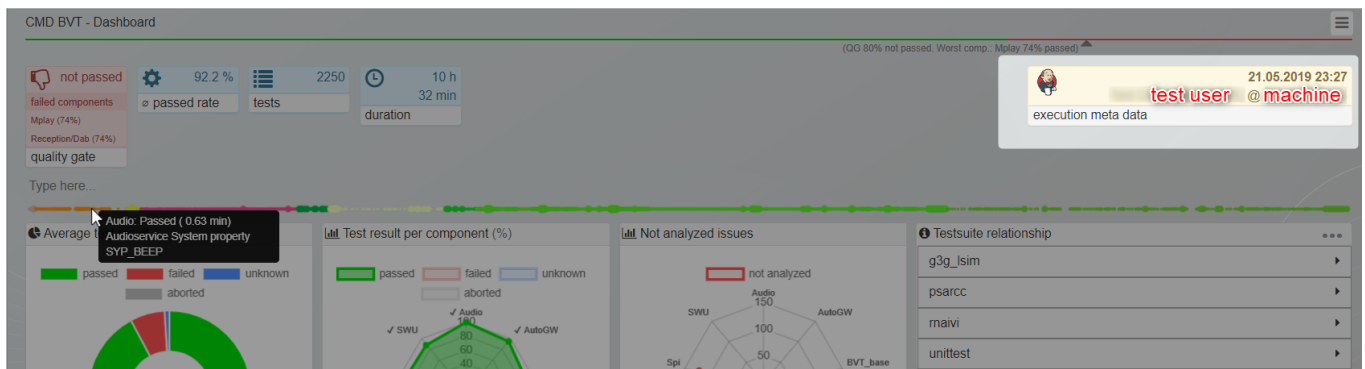 CMD BVT - Dashboard
(QG 80% not passed. Worst comp.: Mplay 74% passed)
not passed
failed components
Mplay (74%)
Reception/Dab (74%)
quality gate
92.2 %
ø passed rate
2250
tests
10 h
32 min
duration
21.05.2019 23:27
test user @ machine
execution meta data
Type here...
Audio: Passed ( 0.63 min)
Audioservice System property
SYP_BEEP
Average t
passed failed unknown
aborted
Test result per component (%)
passed failed unknown
aborted
✓ Audio
✓ SWU
✓ AutoGW
100
80
60
40
Not analyzed issues
not analyzed
Audio
SWU
AutoGW
150
100
50
Spi
BVT_base
Testsuite relationship
g3g_lsim
psarcc
rnaivi
unittest